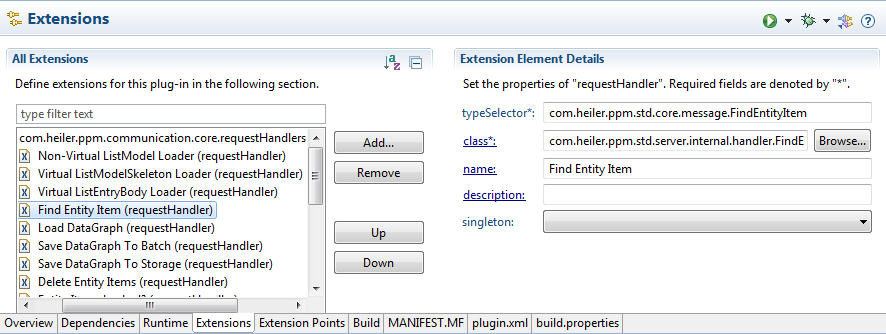 Extensions
All Extensions
Define extensions for this plug-in in the following section.
type filter text
com.heiler.ppm.communication.core.requestHandlers
Non-Virtual ListModel Loader (requestHandler)
Virtual ListModelSkeleton Loader (requestHandler)
Virtual ListEntryBody Loader (requestHandler)
Find Entity Item (requestHandler)
Load DataGraph (requestHandler)
Save DataGraph To Batch (requestHandler)
Save DataGraph To Storage (requestHandler)
Delete Entity Items (requestHandler)
Add...
Remove
Up
Down
Extension Element Details
Set the properties of "requestHandler". Required fields are denoted by "*".
typeSelector*: com.heiler.ppm.std.core.message.FindEntityItem
class*: com.heiler.ppm.std.server.internal.handler.FindE Browse...
name: Find Entity Item
description:
singleton:
Overview Dependencies Runtime Extensions Extension Points Build MANIFEST.MF plugin.xml build.properties